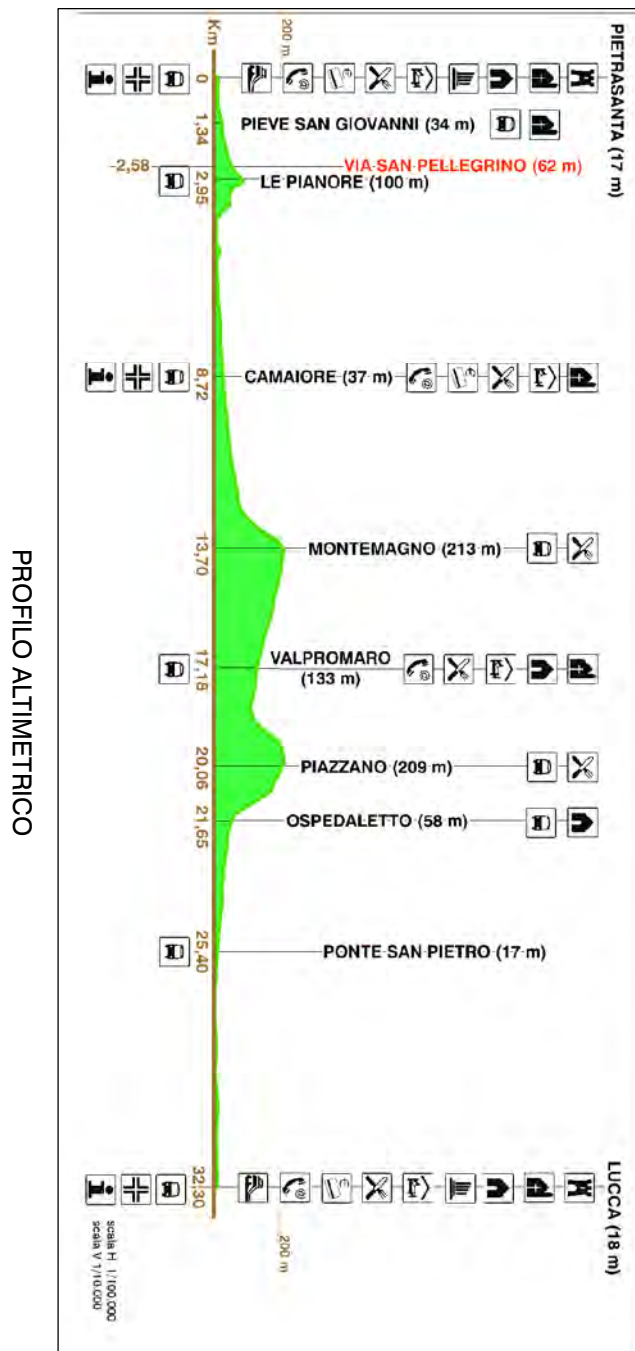 PROFILO ALTIMETRICO
PIETRASANTA (17 m)
200 m
Km
0
1,34
PIEVE SAN GIOVANNI (34 m)
2,58
VIA SAN PELLEGRINO (62 m)
2,95
LE PIANORE (100 m)
8,72
CAMAIORE (37 m)
13,70
MONTEMAGNO (213 m)
17,18
VALPROMARO
(133 m)
20,06
PIAZZANO (209 m)
21,65
OSPEDALETTO (58 m)
25,40
PONTE SAN PIETRO (17 m)
32,30
LUCCA (18 m)
200 m
scala H 1/100.000
scala V 1/10.000